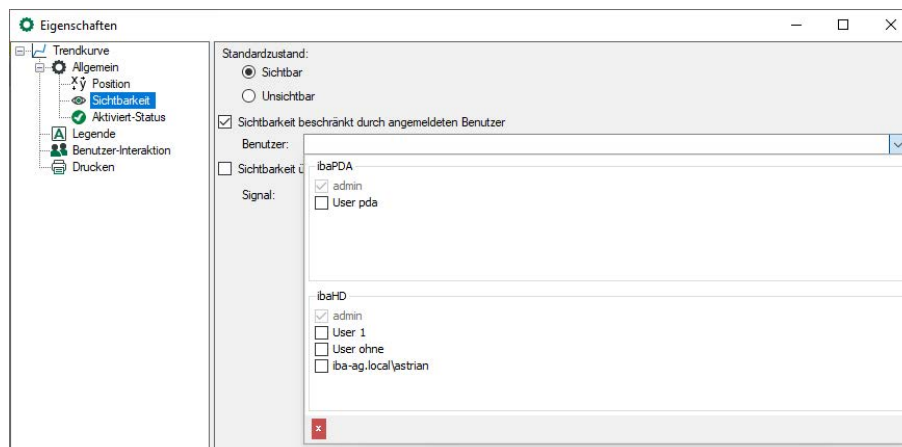 Eigenschaften
Trendkurve
Allgemein
Position
Sichtbarkeit
Aktiviert-Status
Legende
Benutzer-Interaktion
Drucken
Standardzustand:
Sichtbar
Unsichtbar
Sichtbarkeit beschränkt durch angemeldeten Benutzer
Benutzer:
Sichtbarkeit
Signal:
ibaPDA
admin
User pda
ibaHD
admin
User 1
User ohne
iba-ag.local\astrian